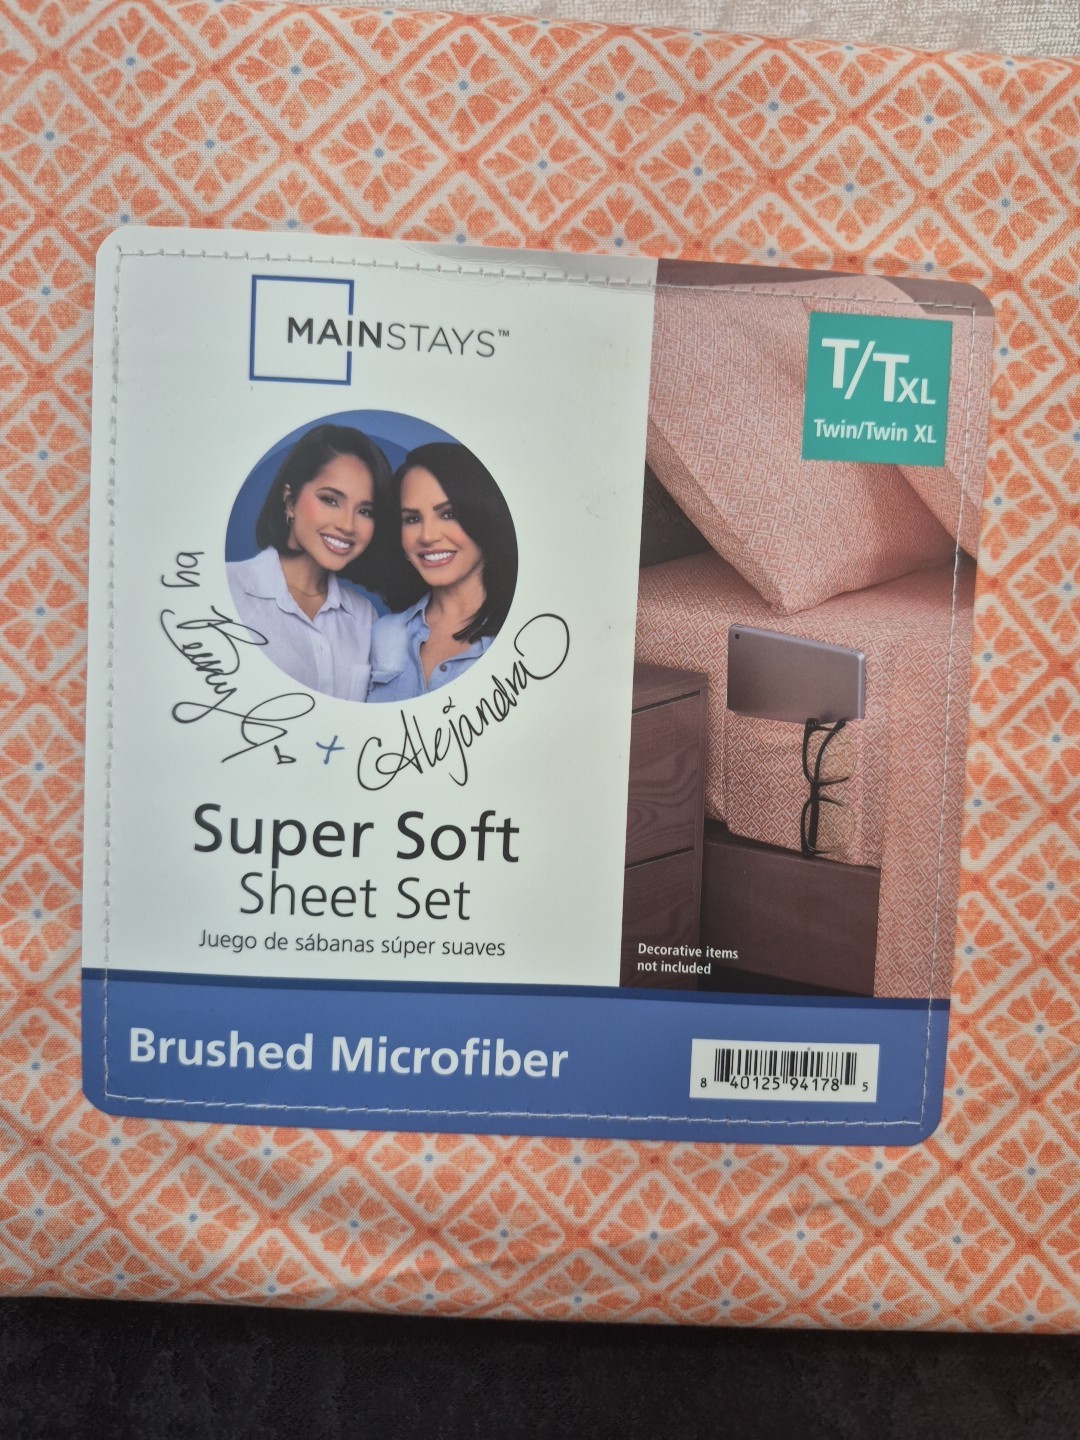 MAINSTAYS™
T/TXL
Twin/Twin XL
by
+ Alejandra
Super Soft
Sheet Set
Juego de sábanas súper suaves
Decorative items
not included
Brushed Microfiber
8 40125 94178 5